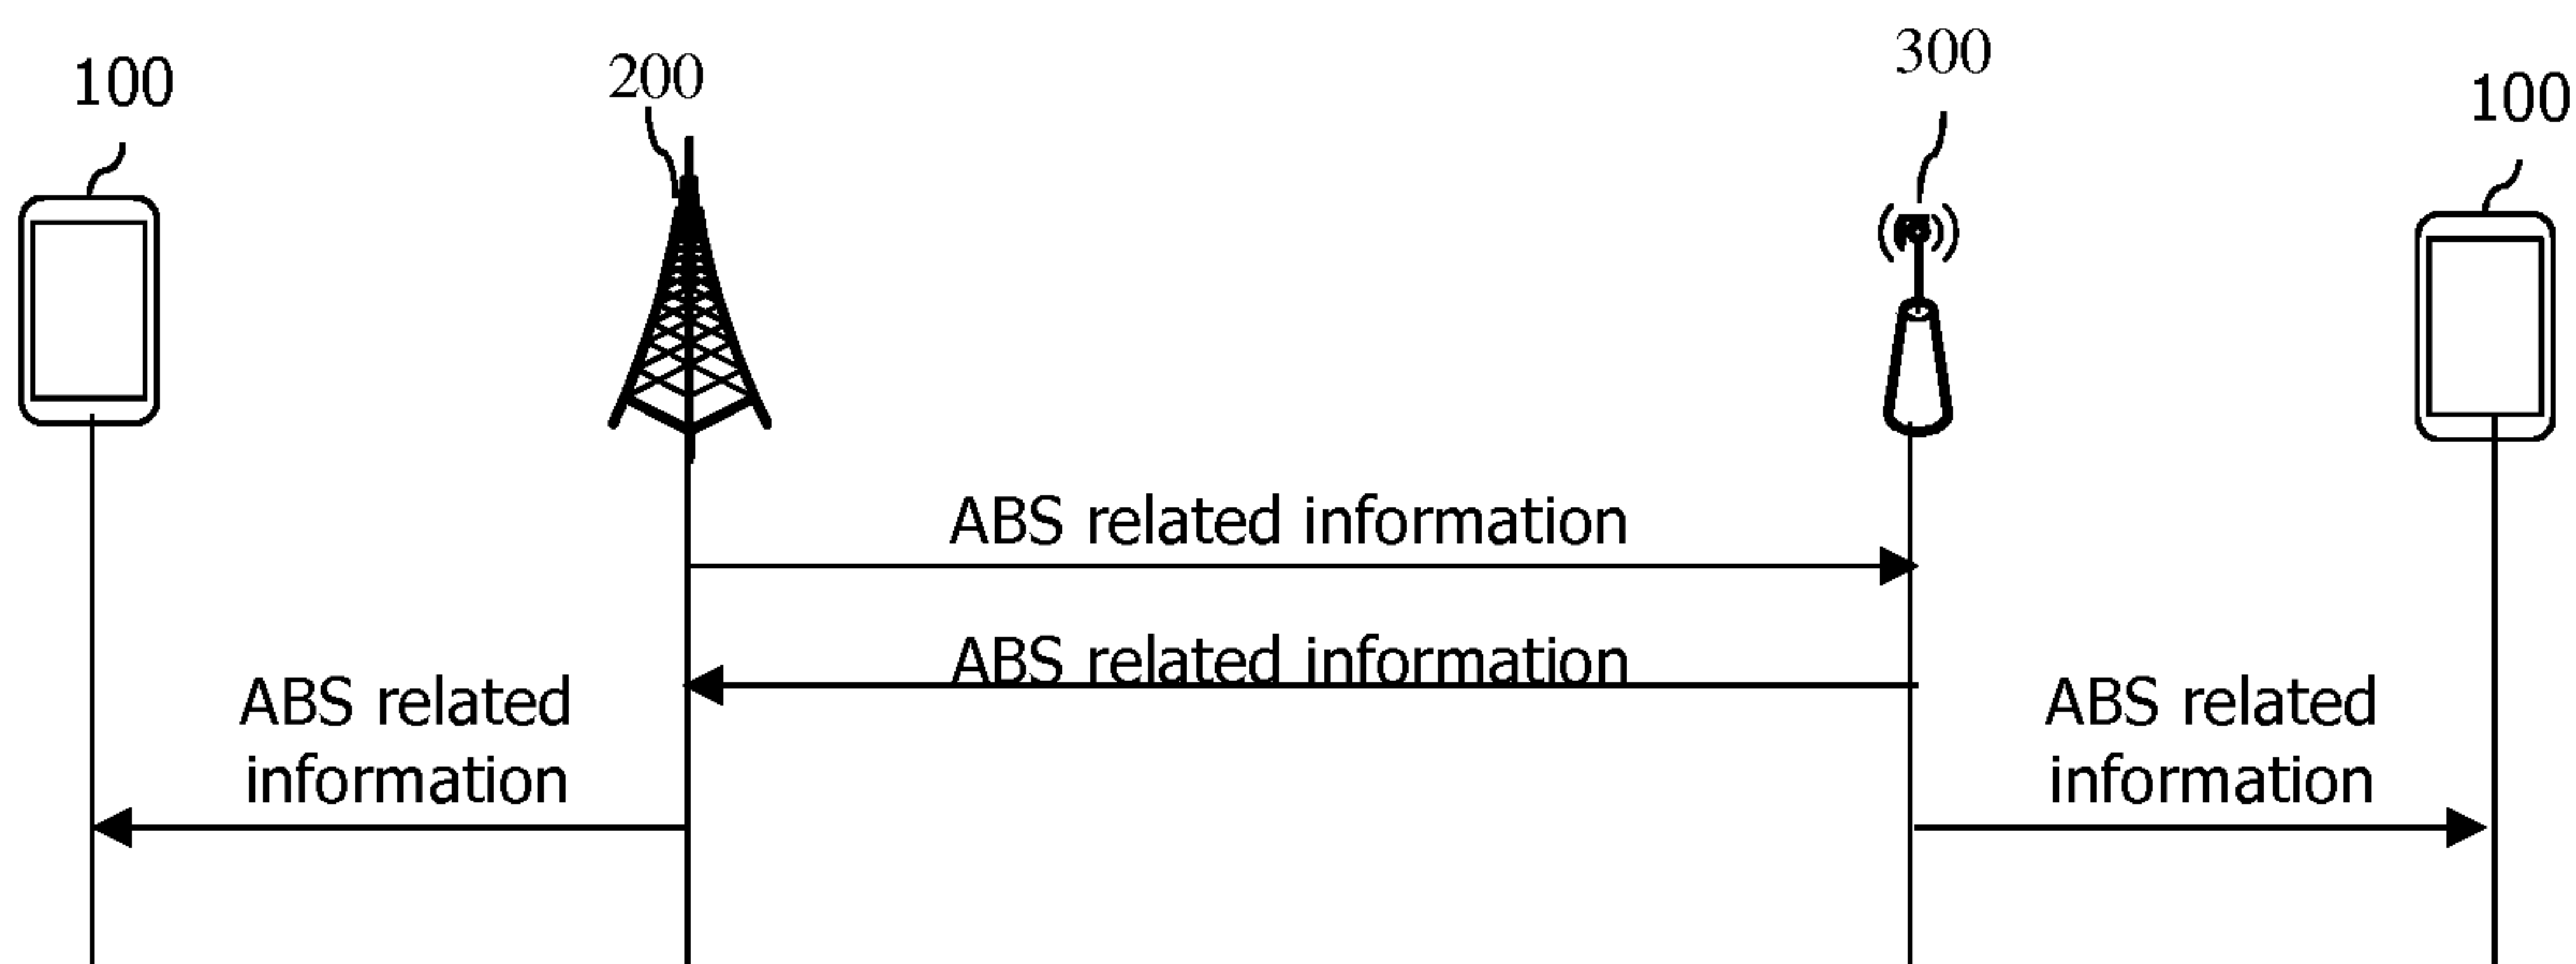 100
200
300
100
ABS related information
ABS related information
ABS related
information
ABS related
information